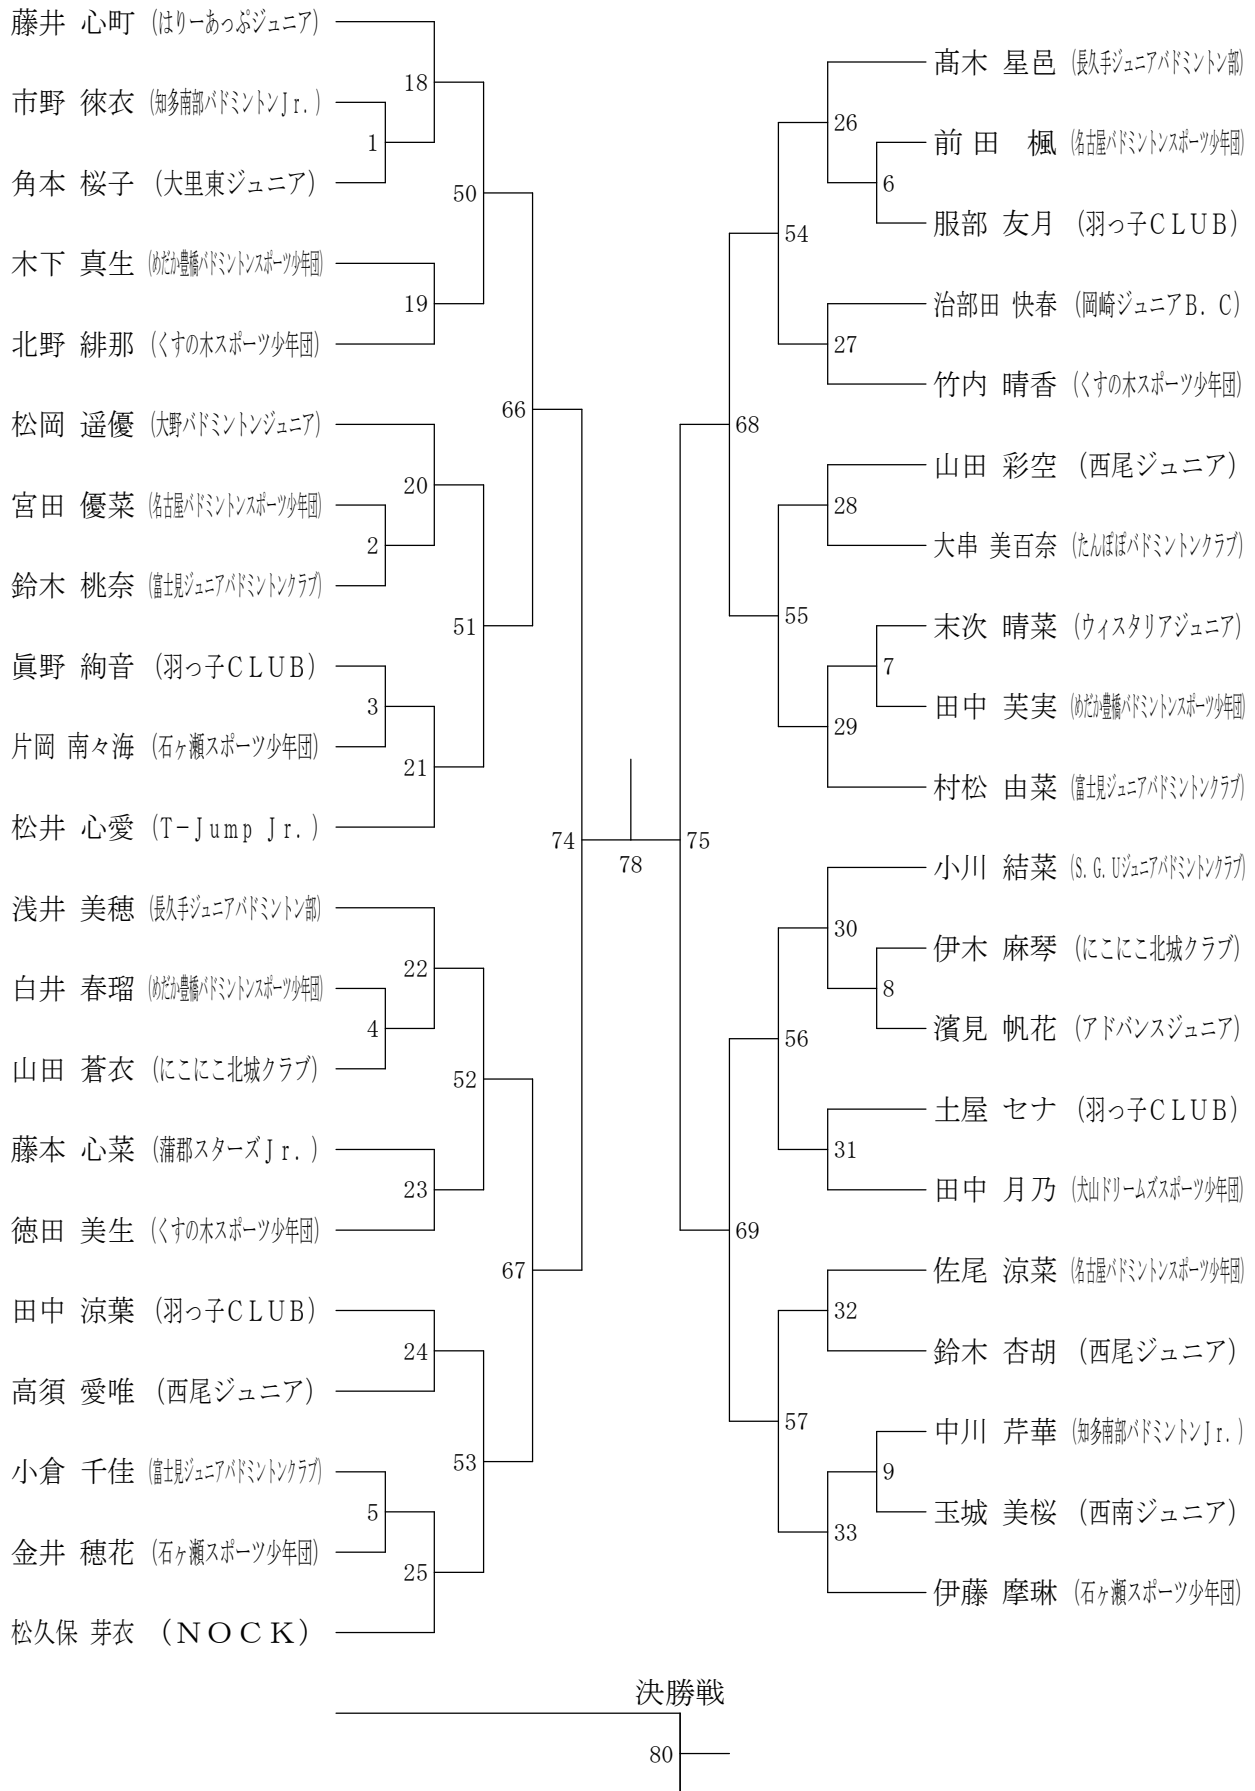 藤井 心町 (はりーあっぷジュニア)
市野 徠衣 (知多南部バドミントンJr.)
角本 桜子 (大里東ジュニア)
木下 真生 (めだか豊橋バドミントンスポーツ少年団)
北野 緋那 (くすの木スポーツ少年団)
松岡 遥優 (大野バドミントンジュニア)
宮田 優菜 (名古屋バドミントンスポーツ少年団)
鈴木 桃奈 (富士見ジュニアバドミントンクラブ)
眞野 絢音 (羽っ子CLUB)
片岡 南々海 (石ヶ瀬スポーツ少年団)
松井 心愛 (T-Jump Jr.)
浅井 美穂 (長久手ジュニアバドミントン部)
白井 春瑠 (めだか豊橋バドミントンスポーツ少年団)
山田 蒼衣 (にこにこ北城クラブ)
藤本 心菜 (蒲郡スターズJr.)
徳田 美生 (くすの木スポーツ少年団)
田中 涼葉 (羽っ子CLUB)
高須 愛唯 (西尾ジュニア)
小倉 千佳 (富士見ジュニアバドミントンクラブ)
金井 穂花 (石ヶ瀬スポーツ少年団)
松久保 芽衣 (NOCK)
1
2
3
4
5
18
19
20
21
22
23
24
25
50
51
52
53
66
67
74
78
75
68
69
54
55
56
57
26
27
28
29
30
31
32
33
6
7
8
9
髙木 星邑 (長久手ジュニアバドミントン部)
前田 楓 (名古屋バドミントンスポーツ少年団)
服部 友月 (羽っ子CLUB)
治部田 快春 (岡崎ジュニアB.C)
竹内 晴香 (くすの木スポーツ少年団)
山田 彩空 (西尾ジュニア)
大串 美百奈 (たんぽぽバドミントンクラブ)
末次 晴菜 (ウィスタリアジュニア)
田中 芙実 (めだか豊橋バドミントンスポーツ少年団)
村松 由菜 (富士見ジュニアバドミントンクラブ)
小川 結菜 (S.G.Uジュニアバドミントンクラブ)
伊木 麻琴 (にこにこ北城クラブ)
濱見 帆花 (アドバンスジュニア)
土屋 セナ (羽っ子CLUB)
田中 月乃 (犬山ドリームズスポーツ少年団)
佐尾 涼菜 (名古屋バドミントンスポーツ少年団)
鈴木 杏胡 (西尾ジュニア)
中川 芹華 (知多南部バドミントンJr.)
玉城 美桜 (西南ジュニア)
伊藤 摩琳 (石ヶ瀬スポーツ少年団)
決勝戦
80